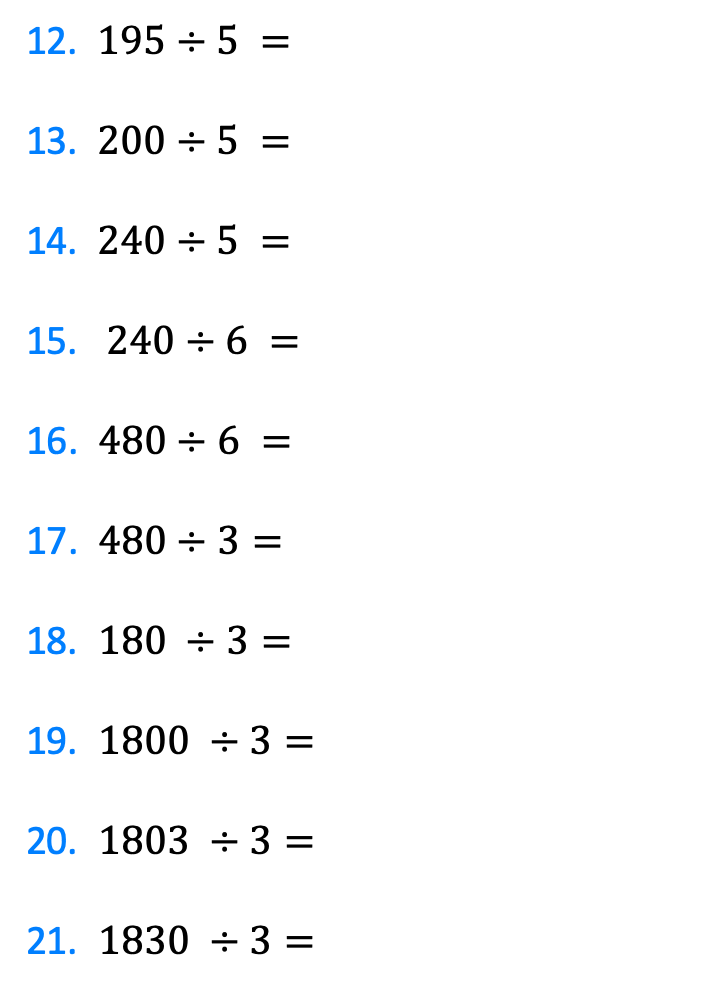 12. 195 ÷ 5 =
13. 200 ÷ 5 =
14. 240 ÷ 5 =
15. 240 ÷ 6 =
16. 480 ÷ 6 =
17. 480 ÷ 3 =
18. 180 ÷ 3 =
19. 1800 ÷ 3 =
20. 1803 ÷ 3 =
21. 1830 ÷ 3 =